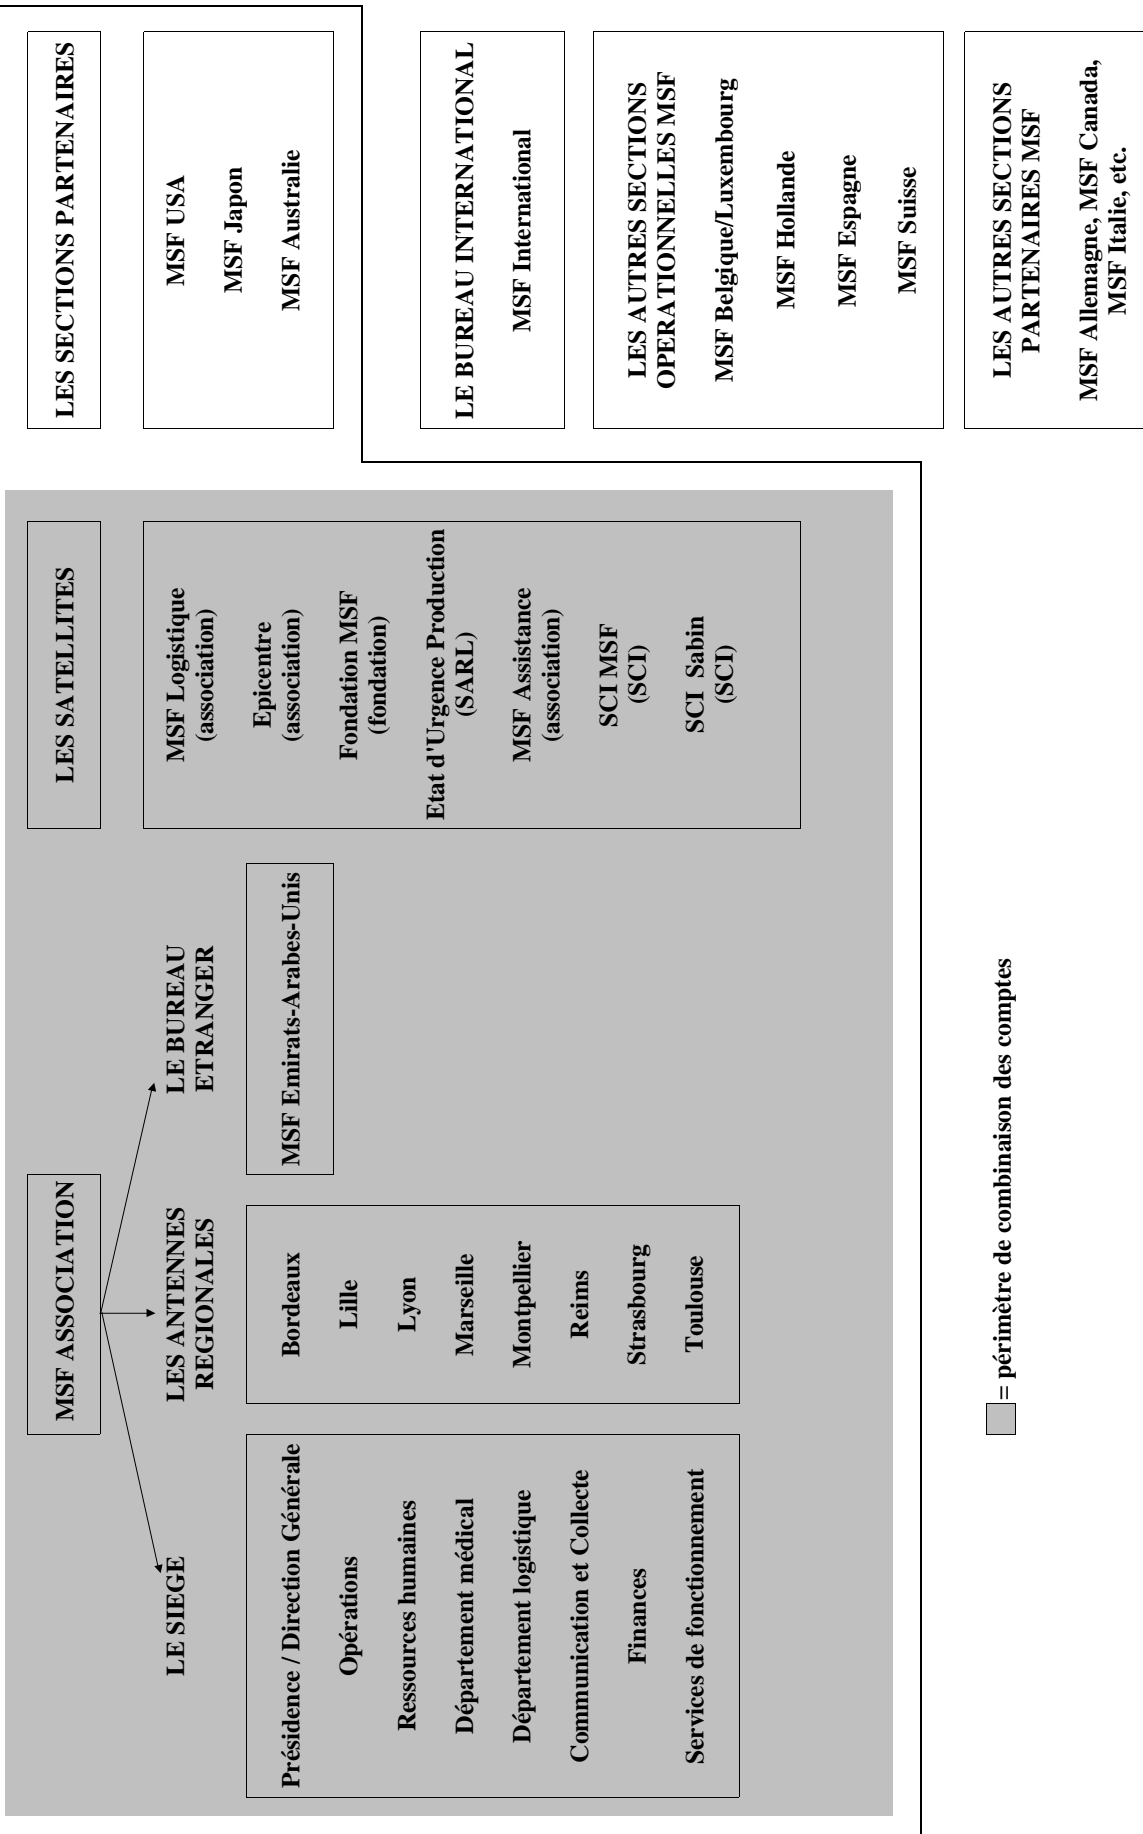 MSF ASSOCIATION
LE SIEGE
Présidence / Direction Générale
Opérations
Ressources humaines
Département médical
Département logistique
Communication et Collecte
Finances
Services de fonctionnement
LES ANTENNES
REGIONALES
Bordeaux
Lille
Lyon
Marseille
Montpellier
Reims
Strasbourg
Toulouse
LE BUREAU
ETRANGER
MSF Emirats-Arabes-Unis
LES SATELLITES
MSF Logistique
(association)
Epicentre
(association)
Fondation MSF
(fondation)
Etat d'Urgence Production
(SARL)
MSF Assistance
(association)
SCI MSF
(SCI)
SCI Sabin
(SCI)
LES SECTIONS PARTENAIRES
MSF USA
MSF Japon
MSF Australie
LE BUREAU INTERNATIONAL
MSF International
LES AUTRES SECTIONS
OPERATIONNELLES MSF
MSF Belgique/Luxembourg
MSF Hollande
MSF Espagne
MSF Suisse
LES AUTRES SECTIONS
PARTENAIRES MSF
MSF Allemagne, MSF Canada,
MSF Italie, etc.
= périmètre de combinaison des comptes